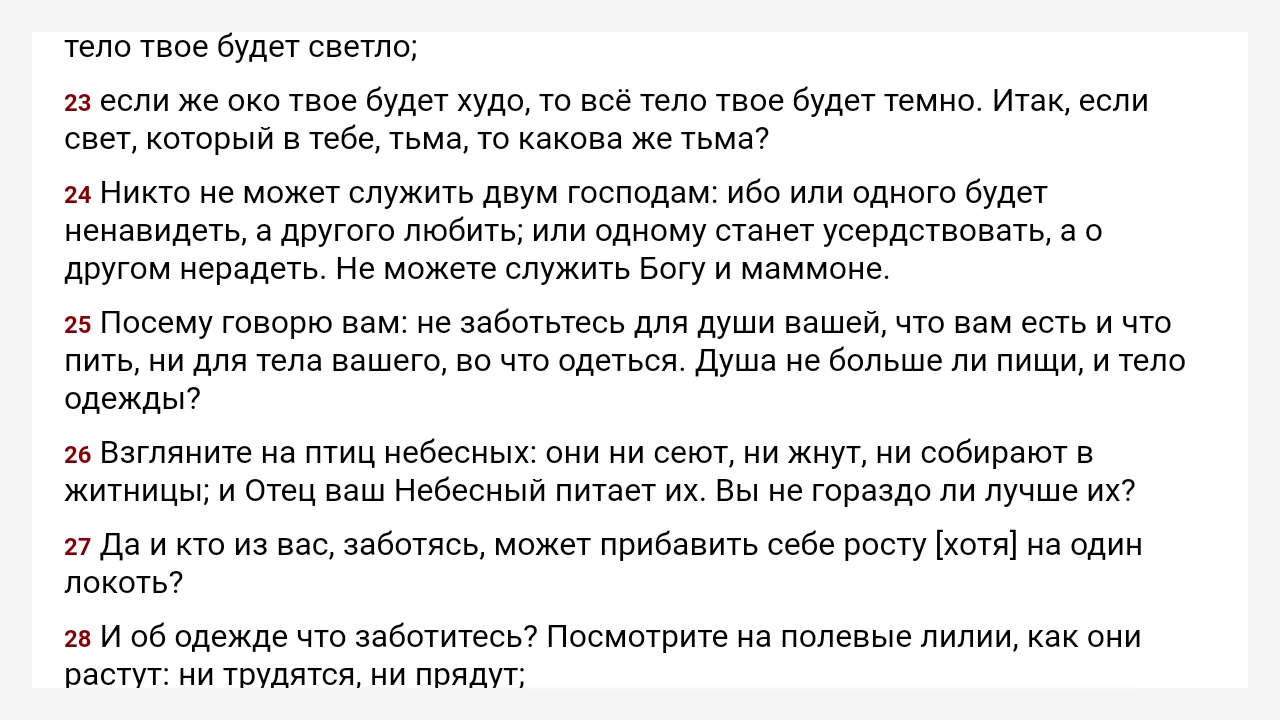 тело твое будет светло;
23 если же око твое будет худо, то всё тело твое будет темно. Итак, если
свет, который в тебе, тьма, то какова же тьма?
24 Никто не может служить двум господам: ибо или одного будет
ненавидеть, а другого любить; или одному станет усердствовать, а о
другом нерадеть. Не можете служить Богу и маммоне.
25 Посему говорю вам: не заботьтесь для души вашей, что вам есть и что
пить, ни для тела вашего, во что одеться. Душа не больше ли пищи, и тело
одежды?
26 Взгляните на птиц небесных: они ни сеют, ни жнут, ни собирают в
житницы; и Отец ваш Небесный питает их. Вы не гораздо ли лучше их?
27 Да и кто из вас, заботясь, может прибавить себе росту [хотя] на один
локоть?
28 И об одежде что заботитесь? Посмотрите на полевые лилии, как они
растут: ни трудятся, ни прядут;